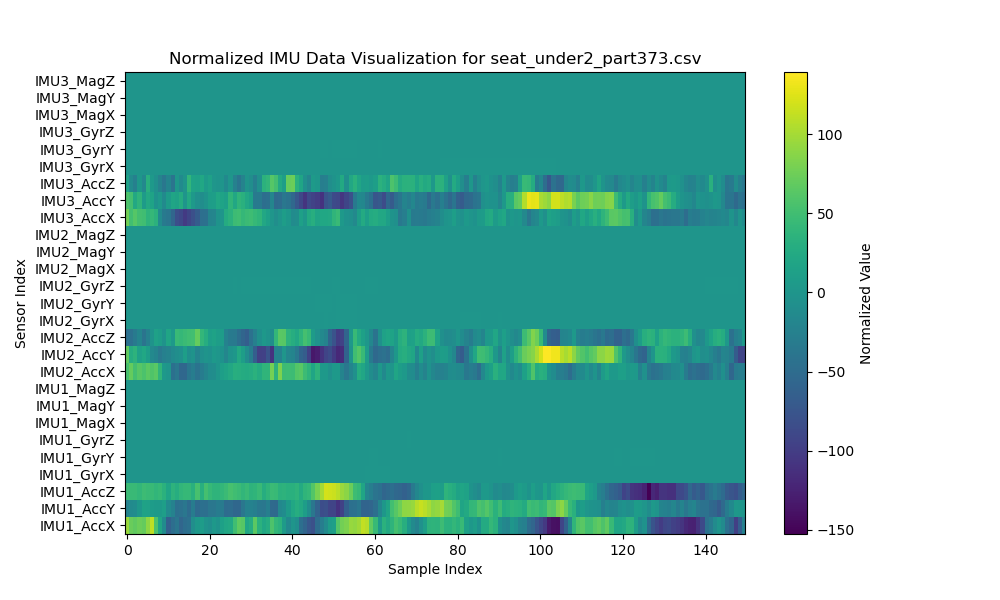 Normalized IMU Data Visualization for seat_under2_part373.csv
IMU3_MagZ
IMU3_MagY
IMU3_MagX
IMU3_GyrZ
IMU3_GyrY
IMU3_GyrX
IMU3_AccZ
IMU3_AccY
IMU3_AccX
IMU2_MagZ
IMU2_MagY
IMU2_MagX
IMU2_GyrZ
IMU2_GyrY
IMU2_GyrX
IMU2_AccZ
IMU2_AccY
IMU2_AccX
IMU1_MagZ
IMU1_MagY
IMU1_MagX
IMU1_GyrZ
IMU1_GyrY
IMU1_GyrX
IMU1_AccZ
IMU1_AccY
IMU1_AccX
Sensor Index
0 20 40 60 80 100 120 140
Sample Index
100
50
0
−50
−100
−150
Normalized Value